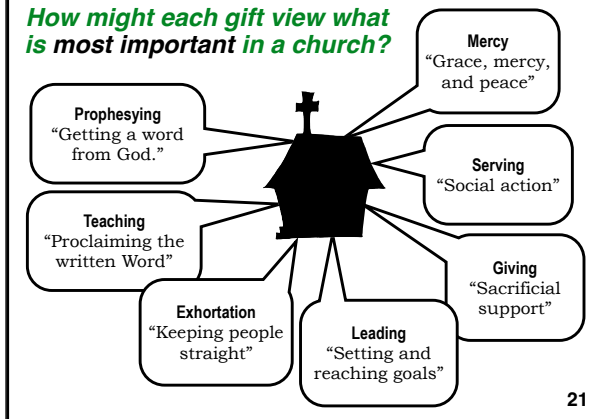 How might each gift view what
is most important in a church?
Mercy
“Grace, mercy,
and peace”
Prophesying
“Getting a word
from God.”
Serving
“Social action”
Teaching
“Proclaiming the
written Word”
Giving
“Sacrificial
support”
Exhortation
“Keeping people
straight”
Leading
“Setting and
reaching goals”
21